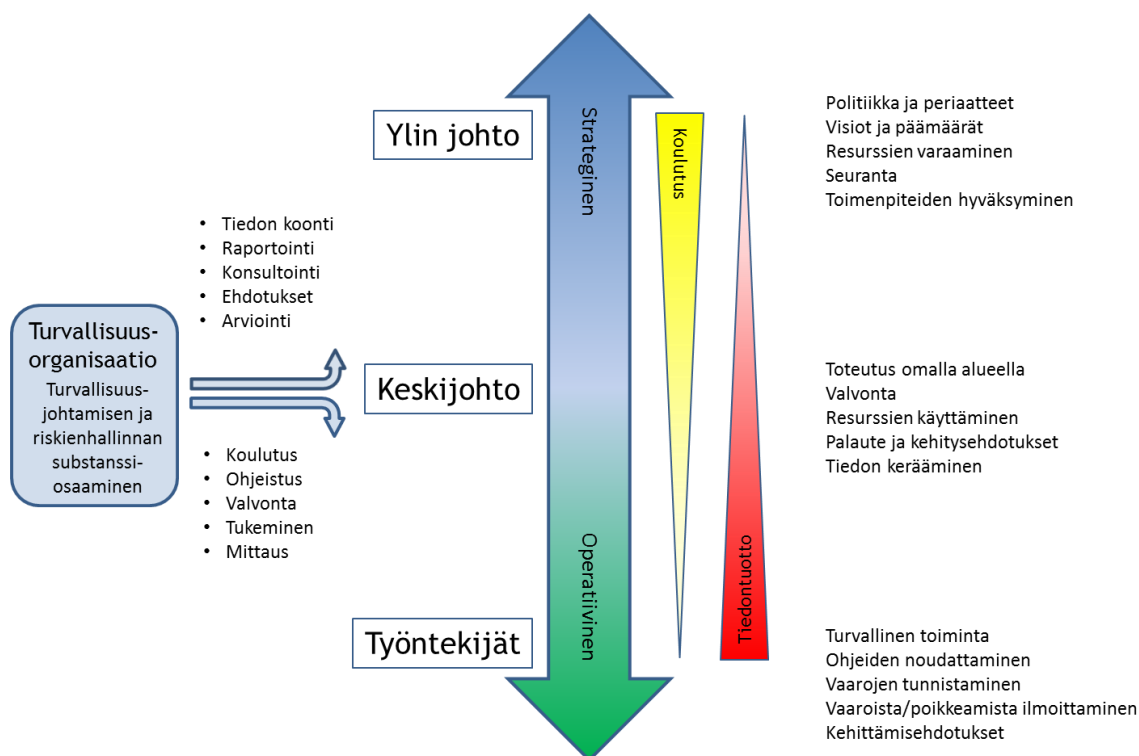 Ylin johto
Strateginen
Koulutus
Politiikka ja periaatteet
Visiot ja päämäärät
Resurssien varaaminen
Seuranta
Toimenpiteiden hyväksyminen
• Tiedon koonti
• Raportointi
• Konsultointi
• Ehdotukset
• Arviointi
Turvallisuus-
organisaatio
Turvallisuus-
johtamisen ja
riskienhallinnan
substanssi-
osaaminen
Keskijohto
Toteutus omalla alueella
Valvonta
Resurssien käyttäminen
Palaute ja kehitysehdotukset
Tiedon kerääminen
• Koulutus
• Ohjeistus
• Valvonta
• Tukeminen
• Mittaus
Operatiivinen
Tiedontuotto
Työntekijät
Turvallinen toiminta
Ohjeiden noudattaminen
Vaarojen tunnistaminen
Vaaroista/poikkeamista ilmoittaminen
Kehittämisehdotukset